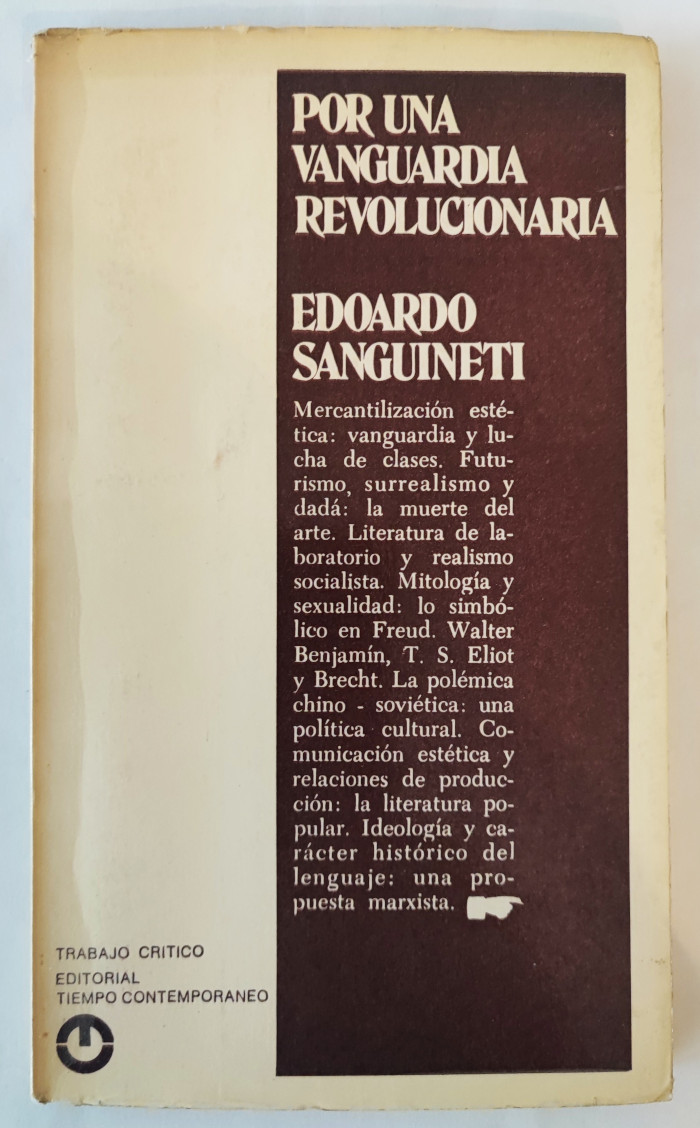 POR UNA
VANGUARDIA
REVOLUCIONARIA
EDOARDO
SANGUINETI
Mercantilización esté-
tica: vanguardia y lu-
cha de clases. Futu-
rismo, surrealismo y
dadá: la muerte del
arte. Literatura de la-
boratorio y realismo
socialista. Mitología y
sexualidad: lo simbó-
lico en Freud. Walter
Benjamín, T. S. Eliot
y Brecht. La polémica
chino - soviética: una
política cultural. Co-
municación estética y
relaciones de produc-
ción: la literatura po-
pular. Ideología y ca-
rácter histórico del
lenguaje: una pro-
puesta marxista.
TRABAJO CRITICO
EDITORIAL
TIEMPO CONTEMPORANEO